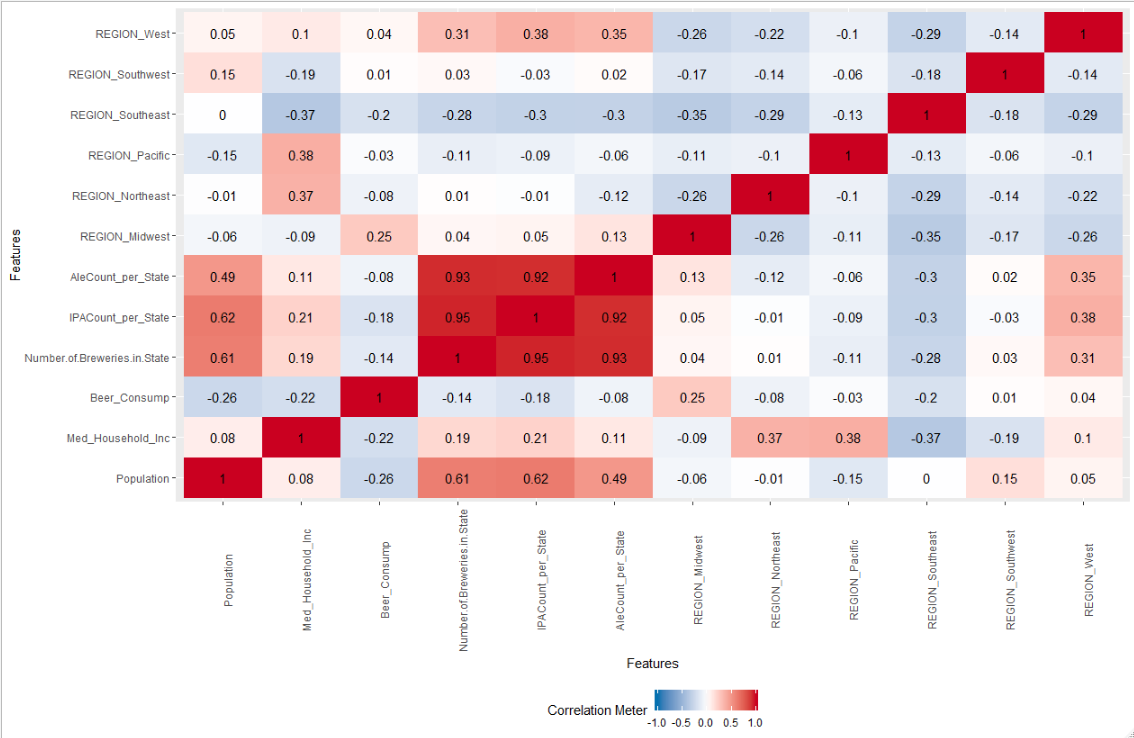 REGION_West 0.05 0.1 0.04 0.31 0.38 0.35 -0.26 -0.22 -0.1 -0.29 -0.14 1
REGION_Southwest 0.15 -0.19 0.01 0.03 -0.03 0.02 -0.17 -0.14 -0.06 -0.18 1 -0.14
REGION_Southeast 0 -0.37 -0.2 -0.28 -0.3 -0.3 -0.35 -0.29 -0.13 1 -0.18 -0.29
REGION_Pacific -0.15 0.38 -0.03 -0.11 -0.09 -0.06 -0.11 -0.1 1 -0.13 -0.06 -0.1
REGION_Northeast -0.01 0.37 -0.08 0.01 -0.01 -0.12 -0.26 1 -0.1 -0.29 -0.14 -0.22
REGION_Midwest -0.06 -0.09 0.25 0.04 0.05 0.13 1 -0.26 -0.11 -0.35 -0.17 -0.26
Features
AleCount_per_State 0.49 0.11 -0.08 0.93 0.92 1 0.13 -0.12 -0.06 -0.3 0.02 0.35
IPACount_per_State 0.62 0.21 -0.18 0.95 1 0.92 0.05 -0.01 -0.09 -0.3 -0.03 0.38
Number.of.Breweries.in.State 0.61 0.19 -0.14 1 0.95 0.93 0.04 0.01 -0.11 -0.28 0.03 0.31
Beer_Consump -0.26 -0.22 1 -0.14 -0.18 -0.08 0.25 -0.08 -0.03 -0.2 0.01 0.04
Med_Household_Inc 0.08 1 -0.22 0.19 0.21 0.11 -0.09 0.37 0.38 -0.37 -0.19 0.1
Population 1 0.08 -0.26 0.61 0.62 0.49 -0.06 -0.01 -0.15 0 0.15 0.05
Population
Med_Household_Inc
Beer_Consump
Number.of.Breweries.in.State
IPACount_per_State
AleCount_per_State
REGION_Midwest
REGION_Northeast
REGION_Pacific
REGION_Southeast
REGION_Southwest
REGION_West
Features
Correlation Meter
-1.0 -0.5 0.0 0.5 1.0